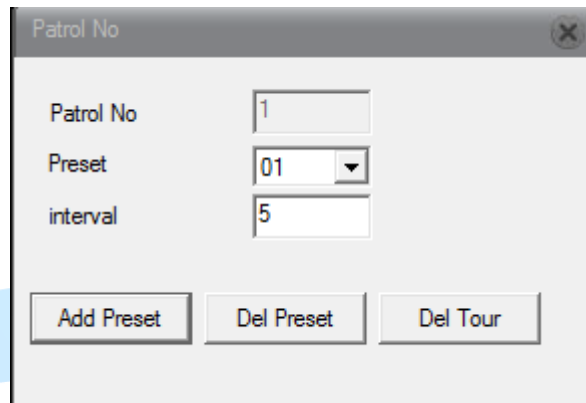 Patrol No
Patrol No 1
Preset 01
interval 5
Add Preset Del Preset Del Tour